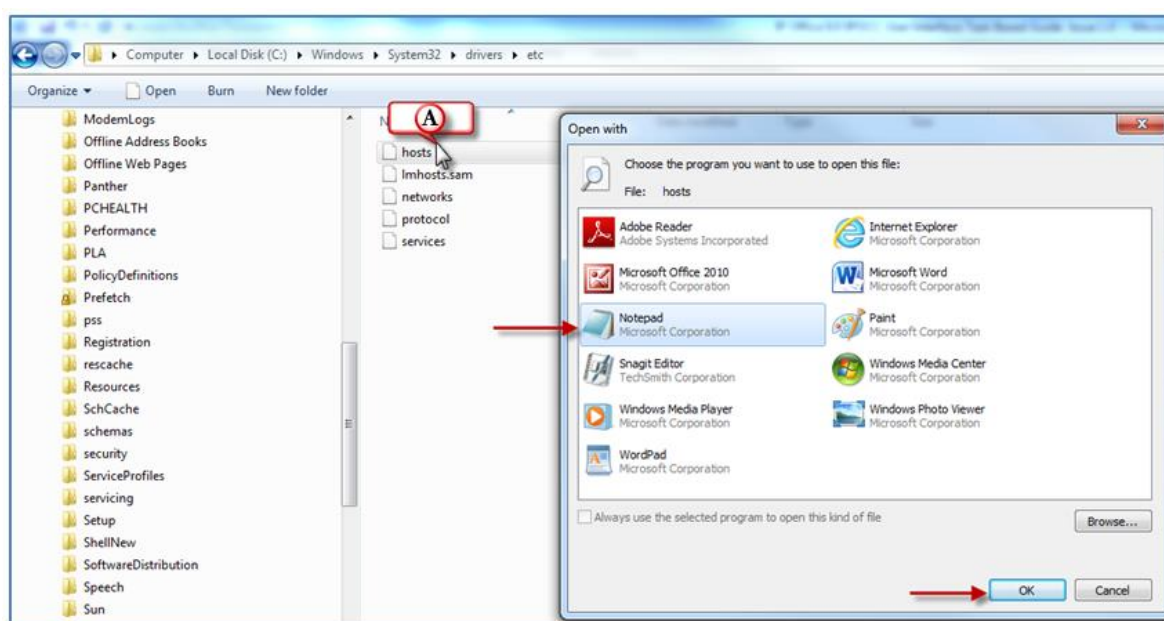 Computer ▸ Local Disk (C:) ▸ Windows ▸ System32 ▸ drivers ▸ etc
Organize Open Burn New folder
ModemLogs
Offline Address Books
Offline Web Pages
Panther
PCHEALTH
Performance
PLA
PolicyDefinitions
Prefetch
pss
Registration
rescache
Resources
SchCache
schemas
security
ServiceProfiles
servicing
Setup
ShellNew
SoftwareDistribution
Speech
Sun
A
hosts
lmhosts.sam
networks
protocol
services
Open with
Choose the program you want to use to open this file:
File: hosts
Adobe Reader
Adobe Systems Incorporated
Internet Explorer
Microsoft Corporation
Microsoft Office 2010
Microsoft Corporation
Microsoft Word
Microsoft Corporation
Notepad
Microsoft Corporation
Paint
Microsoft Corporation
Snagit Editor
TechSmith Corporation
Windows Media Center
Microsoft Corporation
Windows Media Player
Microsoft Corporation
Windows Photo Viewer
Microsoft Corporation
WordPad
Microsoft Corporation
Always use the selected program to open this kind of file
Browse...
OK Cancel